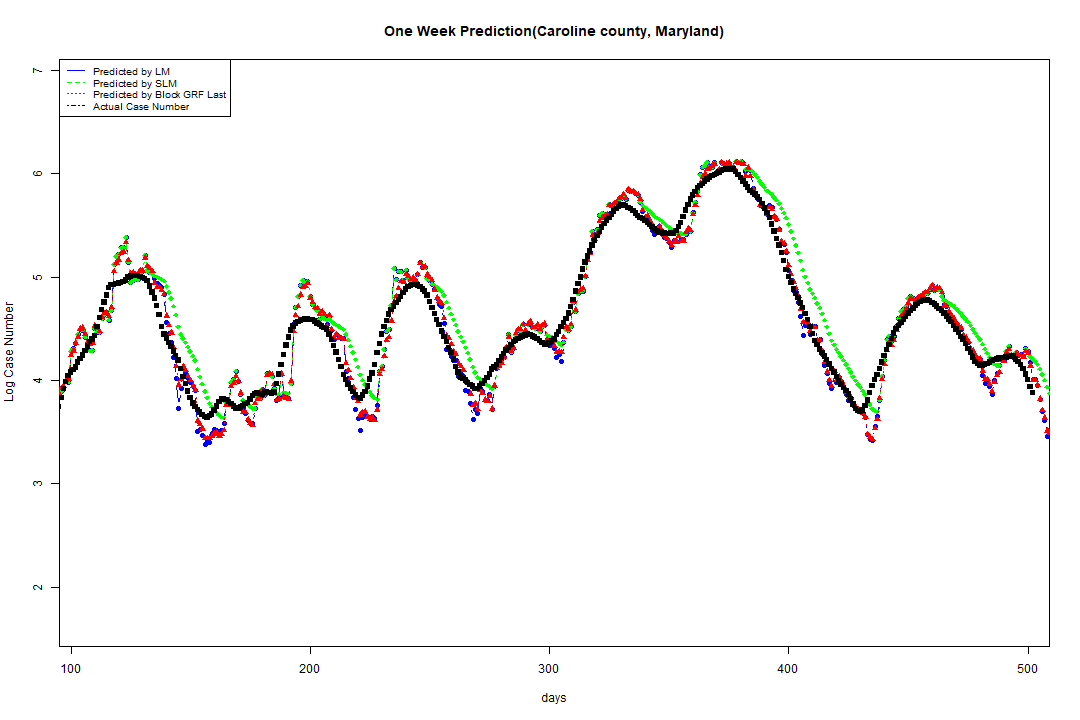 One Week Prediction(Caroline county, Maryland)
Predicted by LM
Predicted by SLM
Predicted by Block GRF Last
Actual Case Number
7
6
5
4
3
2
Log Case Number
100 200 300 400 500
days